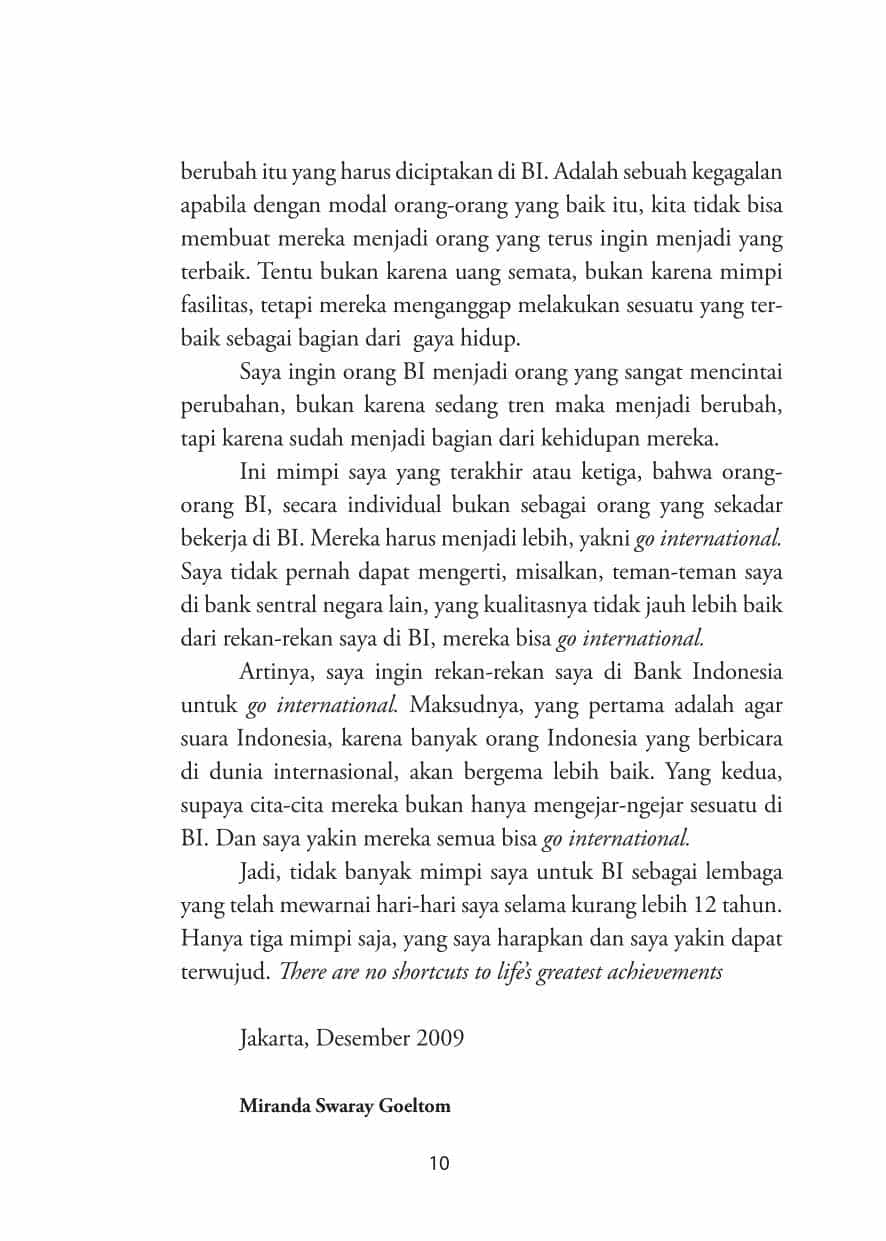 berubah itu yang harus diciptakan di BI. Adalah sebuah kegagalan
apabila dengan modal orang-orang yang baik itu, kita tidak bisa
membuat mereka menjadi orang yang terus ingin menjadi yang
terbaik. Tentu bukan karena uang semata, bukan karena mimpi
fasilitas, tetapi mereka menganggap melakukan sesuatu yang ter-
baik sebagai bagian dari  gaya hidup.
Saya ingin orang BI menjadi orang yang sangat mencintai
perubahan, bukan karena sedang tren maka menjadi berubah,
tapi karena sudah menjadi bagian dari kehidupan mereka.
Ini mimpi saya yang terakhir atau ketiga, bahwa orang-
orang BI, secara individual bukan sebagai orang yang sekadar
bekerja di BI. Mereka harus menjadi lebih, yakni go international.
Saya tidak pernah dapat mengerti, misalkan, teman-teman saya
di bank sentral negara lain, yang kualitasnya tidak jauh lebih baik
dari rekan-rekan saya di BI, mereka bisa go international.
Artinya, saya ingin rekan-rekan saya di Bank Indonesia
untuk go international. Maksudnya, yang pertama adalah agar
suara Indonesia, karena banyak orang Indonesia yang berbicara
di dunia internasional, akan bergema lebih baik. Yang kedua,
supaya cita-cita mereka bukan hanya mengejar-ngejar sesuatu di
BI. Dan saya yakin mereka semua bisa go international.
Jadi, tidak banyak mimpi saya untuk BI sebagai lembaga
yang telah mewarnai hari-hari saya selama kurang lebih 12 tahun.
Hanya tiga mimpi saja, yang saya harapkan dan saya yakin dapat
terwujud. There are no shortcuts to life's greatest achievements
Jakarta, Desember 2009
Miranda Swaray Goeltom
10